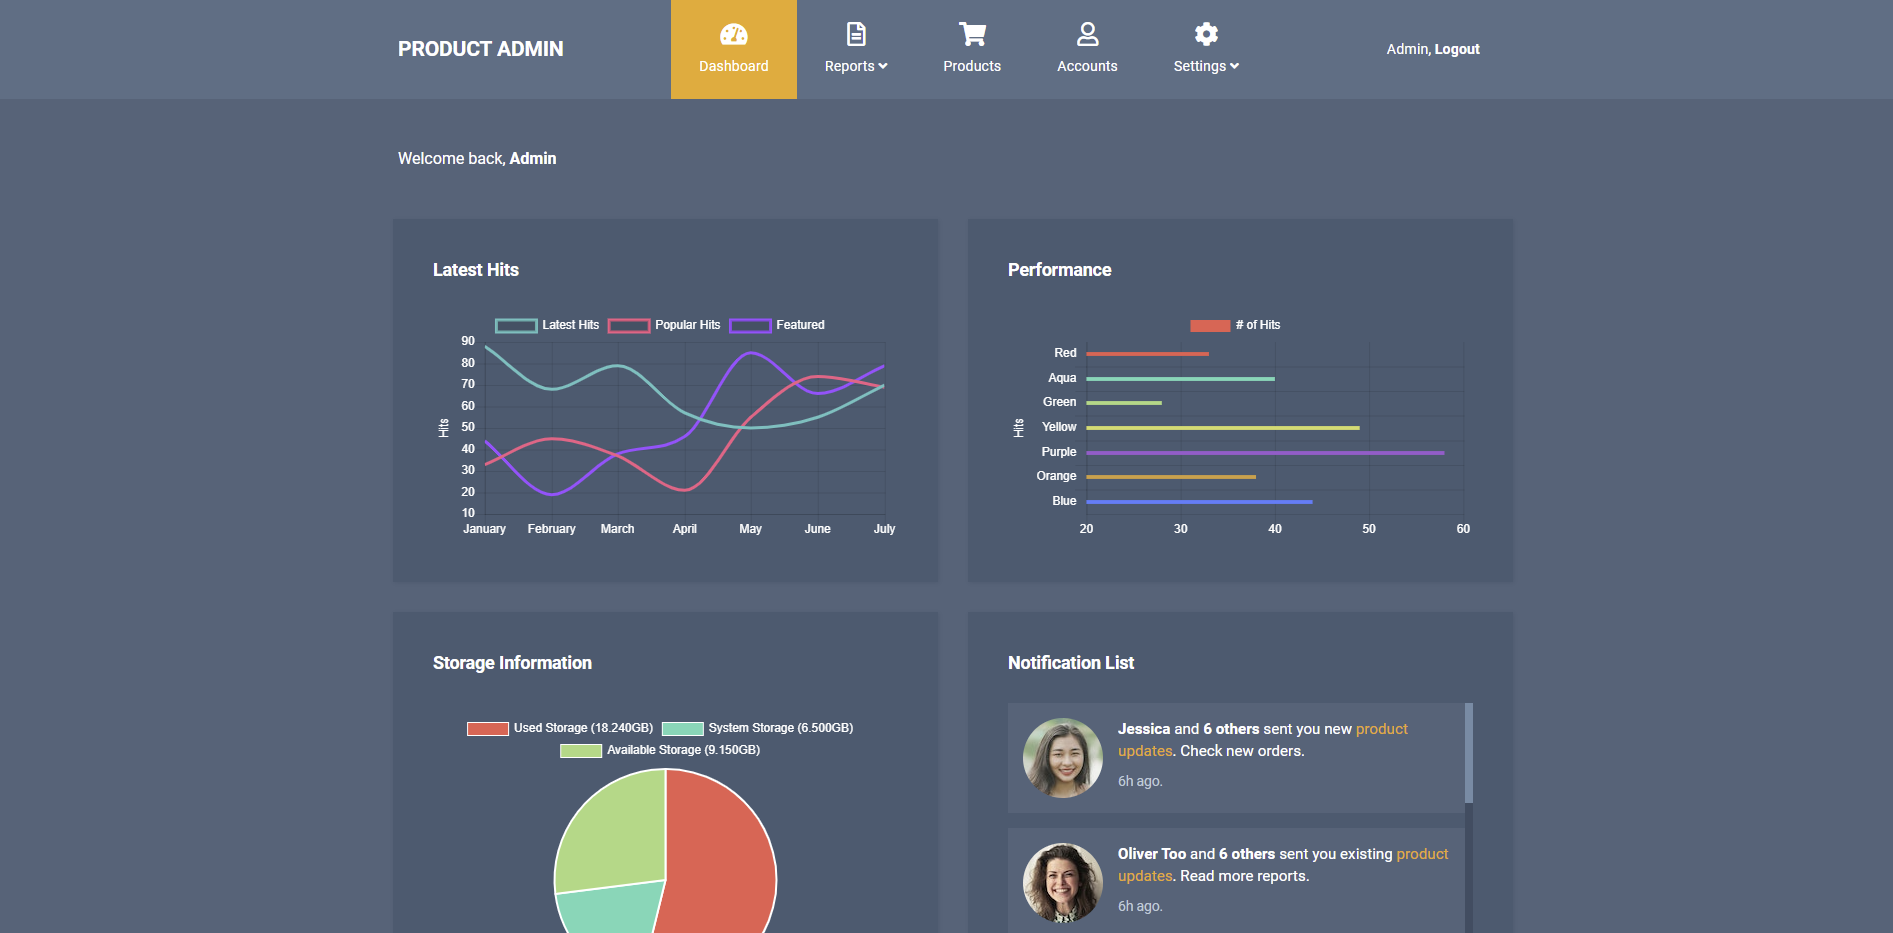 PRODUCT ADMIN
Dashboard
Reports
Products
Accounts
Settings
Admin, Logout
Welcome back, Admin
Latest Hits
Latest Hits Popular Hits Featured
Hits
90
80
70
60
50
40
30
20
10
January February March April May June July
Performance
# of Hits
Hits
Red
Aqua
Green
Yellow
Purple
Orange
Blue
20 30 40 50 60
Storage Information
Used Storage (18.240GB) System Storage (6.500GB)
Available Storage (9.150GB)
Notification List
Jessica and 6 others sent you new product
updates. Check new orders.
6h ago.
Oliver Too and 6 others sent you existing product
updates. Read more reports.
6h ago.